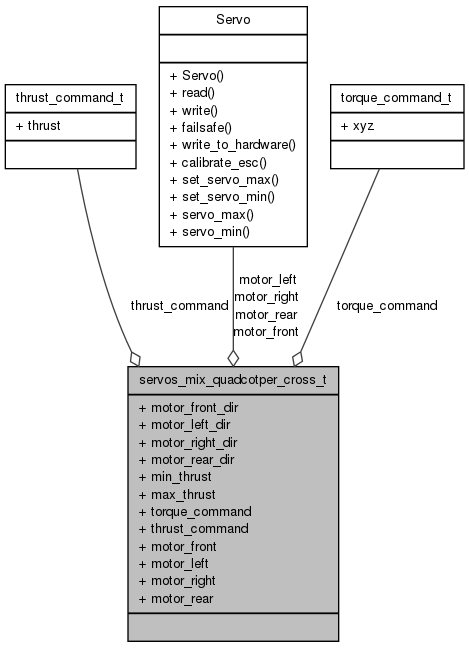 Servo
+ Servo()
+ read()
+ write()
+ failsafe()
+ write_to_hardware()
+ calibrate_esc()
+ set_servo_max()
+ set_servo_min()
+ servo_max()
+ servo_min()
thrust_command_t
+ thrust
torque_command_t
+ xyz
thrust_command
motor_left
motor_right
motor_rear
motor_front
torque_command
servos_mix_quadcotper_cross_t
+ motor_front_dir
+ motor_left_dir
+ motor_right_dir
+ motor_rear_dir
+ min_thrust
+ max_thrust
+ torque_command
+ thrust_command
+ motor_front
+ motor_left
+ motor_right
+ motor_rear